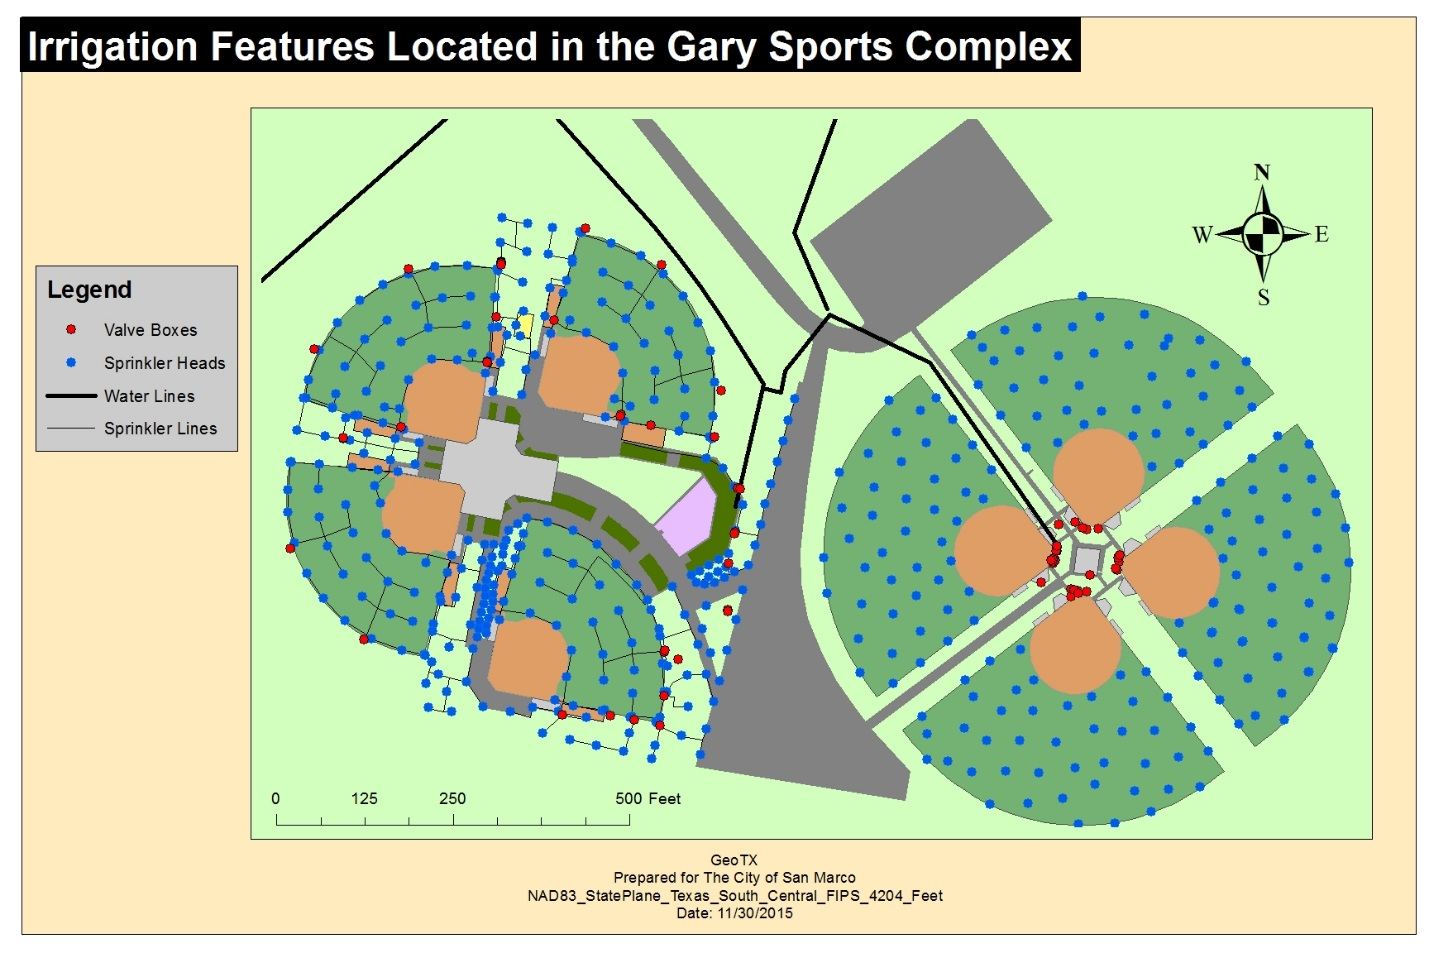 Irrigation Features Located in the Gary Sports Complex
N
W
E
S
Legend
Valve Boxes
Sprinkler Heads
Water Lines
Sprinkler Lines
0 125 250 500 Feet
GeoTX
Prepared for The City of San Marco
NAD83_StatePlane_Texas_South_Central_FIPS_4204_Feet
Date: 11/30/2015